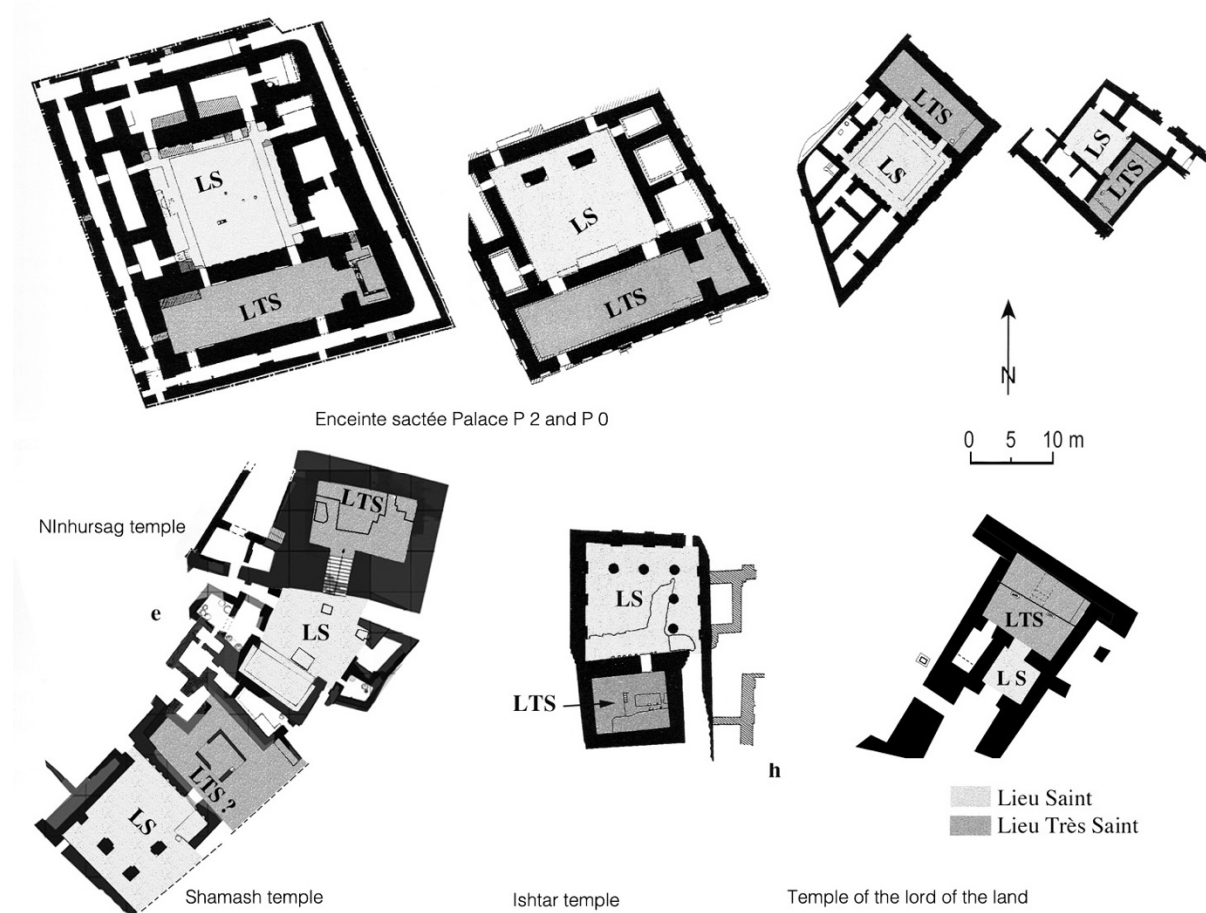 LS
LTS
LS
LTS
LTS
LS
LS
LTS
Enceinte sactée Palace P 2 and P 0
N
0 5 10 m
NInhursag temple
LTS
e
LS
LTS ?
LS
LS
LTS
h
LTS
L S
Lieu Saint
Lieu Très Saint
Shamash temple
Ishtar temple
Temple of the lord of the land